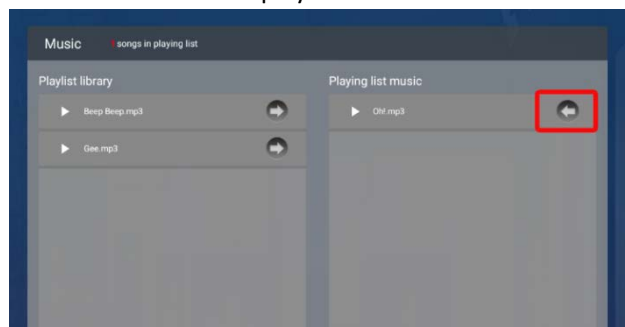 Music songs in playing list
Playlist library
Playing list music
Beep Beep.mp3
Oh!.mp3
Gee.mp3